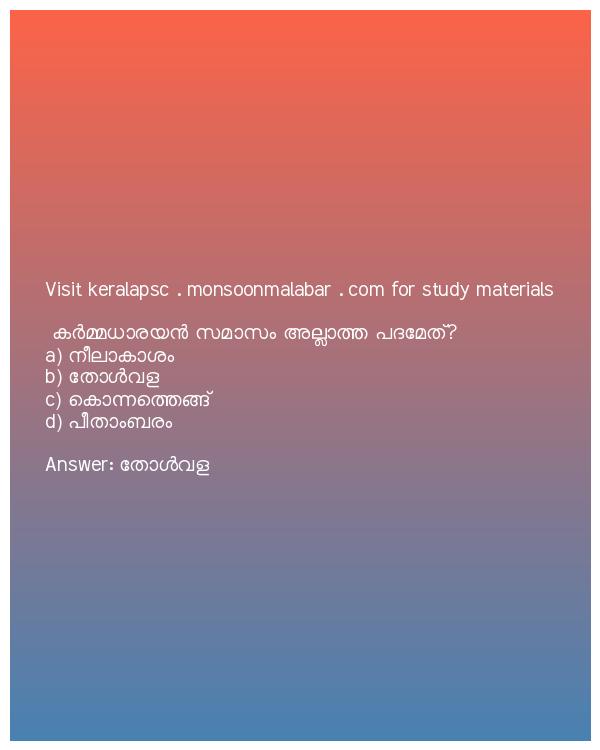 Visit keralapsc . monsoonmalabar . com for study materials
കർമ്മധാരയൻ സമാസം അല്ലാത്ത പദമേത്?
a) നീലാകാശം
b) തോൾവള
c) കൊന്നത്തെങ്ങ്
d) പീതാംബരം
Answer: തോൾവള